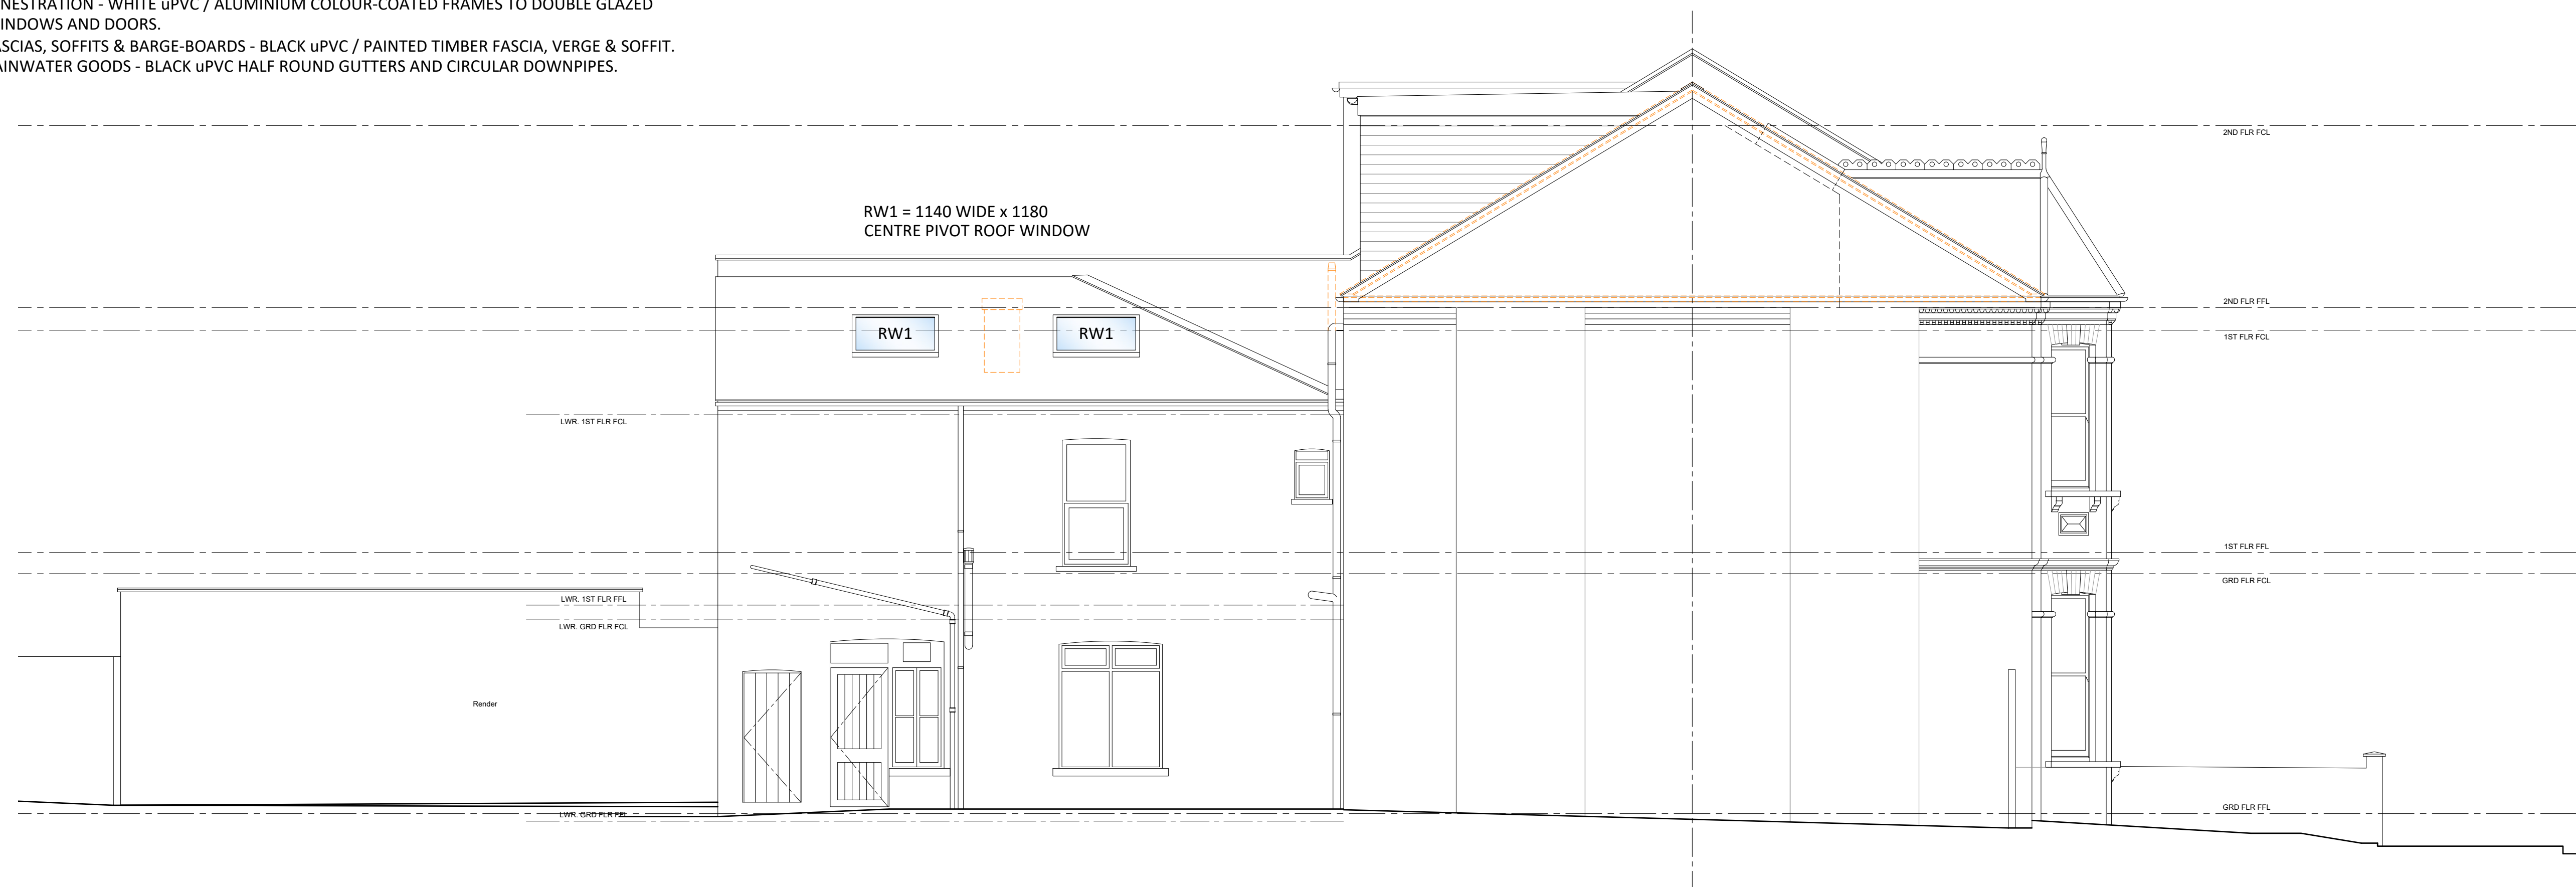 NESTRATION - WHITE uPVC / ALUMINIUM COLOUR-COATED FRAMES TO DOUBLE GLAZED
INDOWS AND DOORS.
ASCIAS, SOFFITS & BARGE-BOARDS - BLACK uPVC / PAINTED TIMBER FASCIA, VERGE & SOFFIT.
AINWATER GOODS - BLACK uPVC HALF ROUND GUTTERS AND CIRCULAR DOWNPIPES.
2ND FLR FCL
RW1 = 1140 WIDE x 1180
CENTRE PIVOT ROOF WINDOW
2ND FLR FFL
RW1
RW1
1ST FLR FCL
LWR. 1ST FLR FCL
1ST FLR FFL
GRD FLR FCL
LWR. 1ST FLR FFL
LWR. GRD FLR FCL
Render
GRD FLR FFL
LWR. GRD FLR FFL